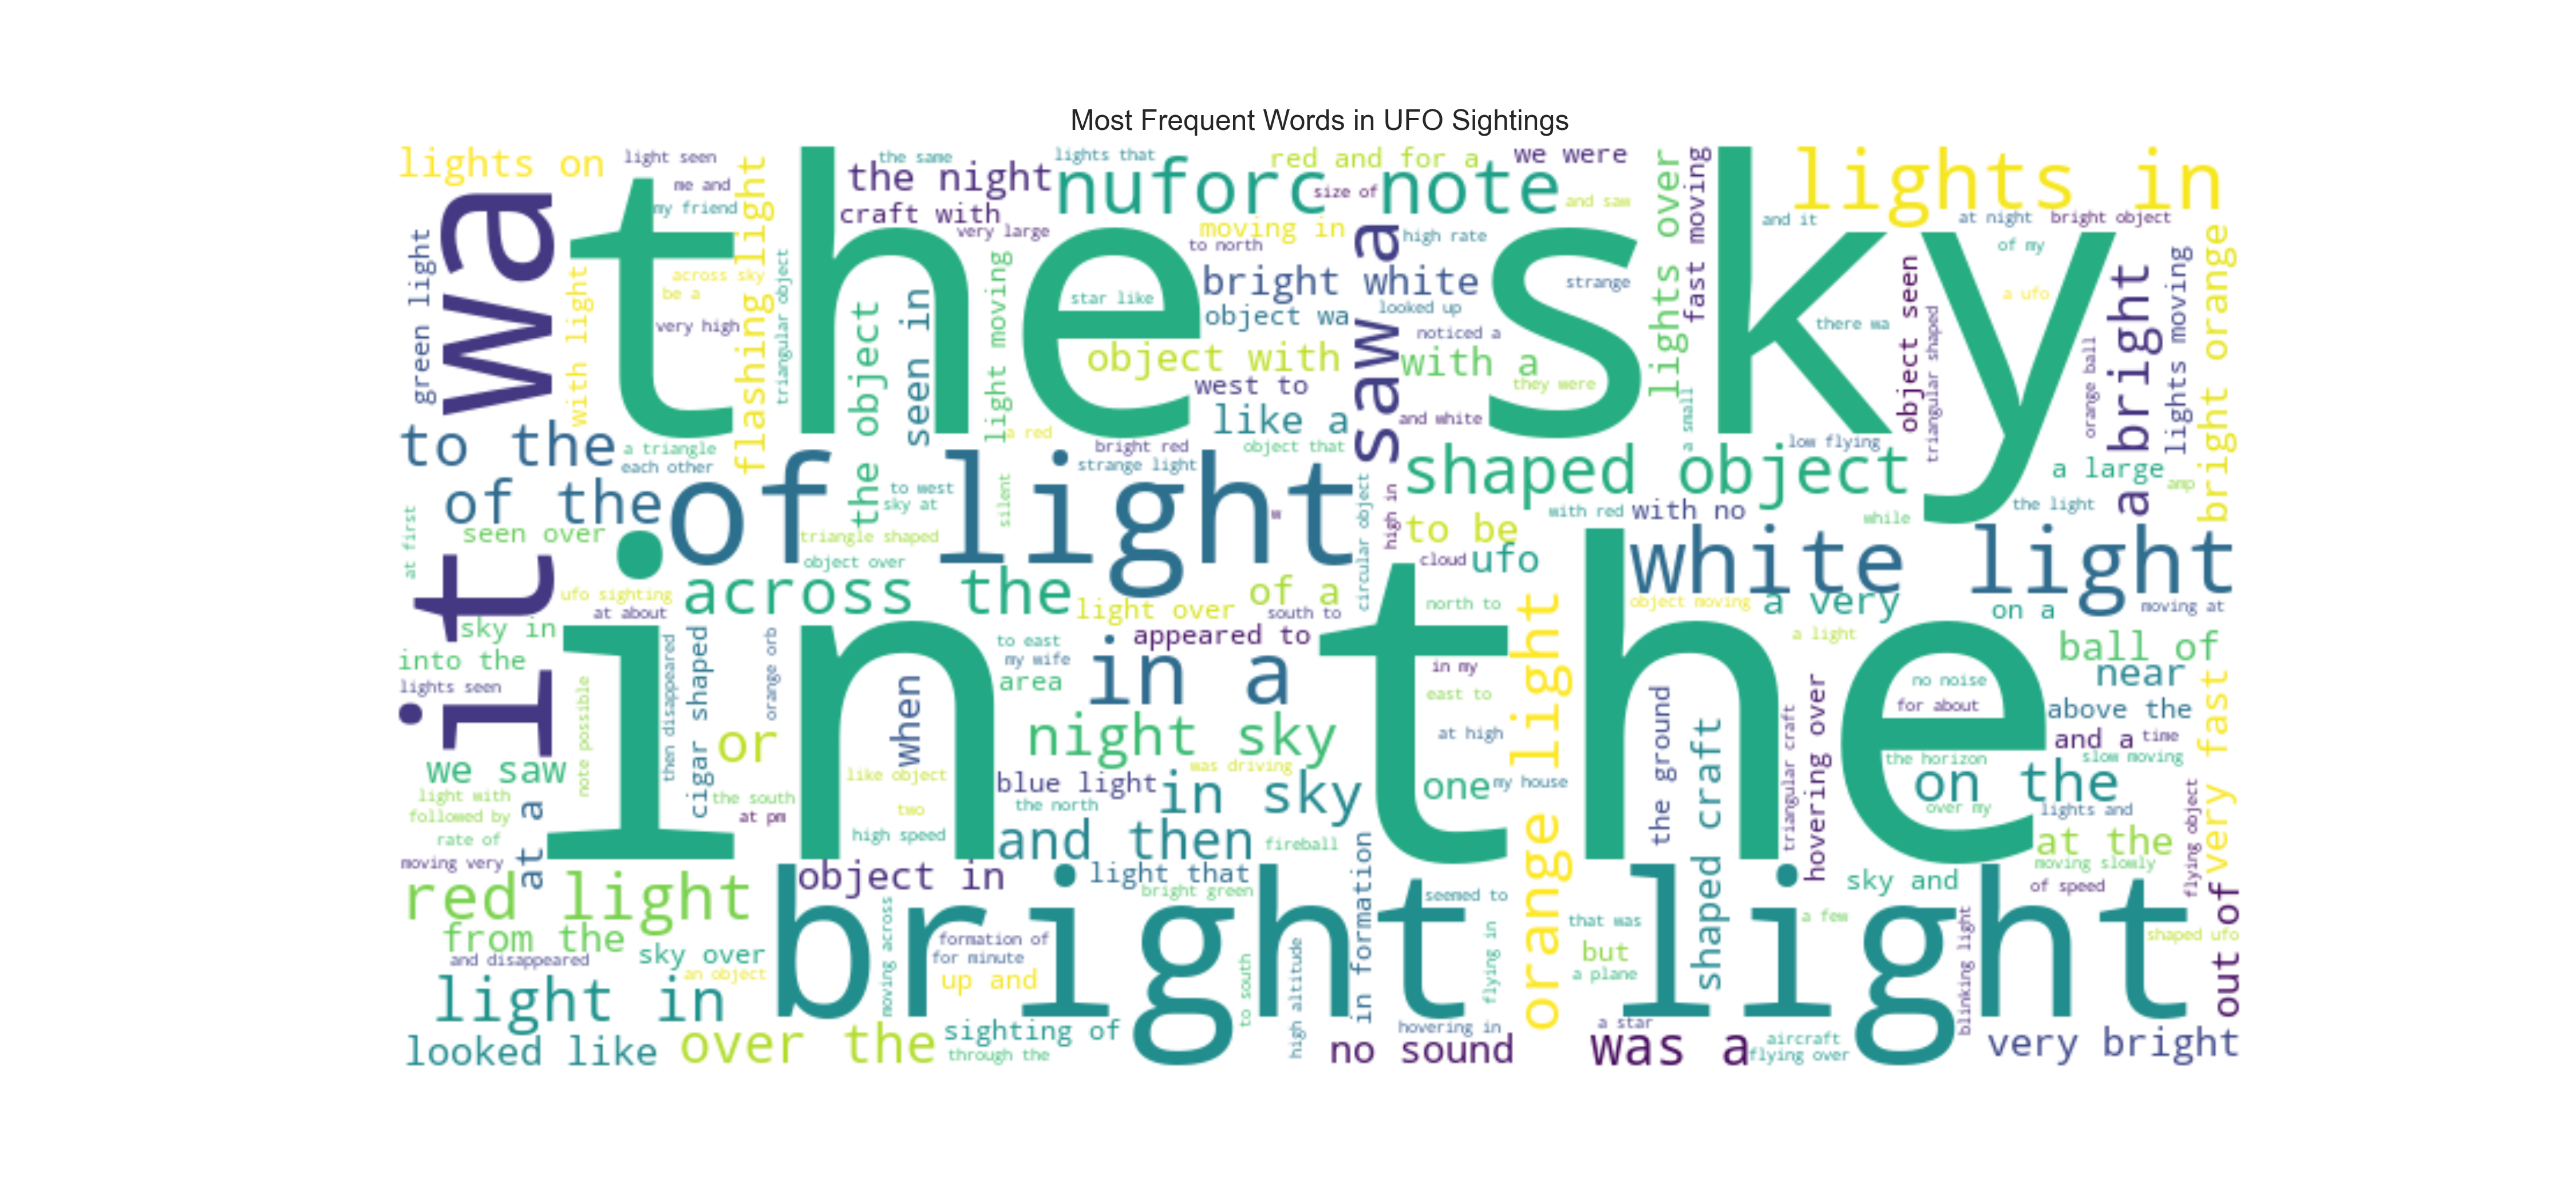 Most Frequent Words in UFO Sightings
lights on
light seen
the same
lights that
red and for a
we were
lights over
fast moving
lights in
the night
nuforc note
size of
me and
my friend
flashing light
craft with
very large
moving in
to north
and saw
and it
at night
bright object
of my
wa
the sky
green light
with light
across sky
be a
very high
triangular object
the object
seen in
light moving
star like
bright white
object wa
object with
west to
like a
saw a
high rate
looked up
noticed a
with a
they were
and white
strange
a small
there wa
object seen
triangular shaped
a ufo
orange ball
a bright
lights moving
bright orange
to the
a triangle
each other
a red
bright red
strange light
object that
low flying
shaped object
a large
amp
of the
of light
to west
sky at
silent
w
circular object
high in
to be
with red
with no
while
the light
at first
seen over
triangle shaped
object over
cloud
ufo
white light
it
ufo sighting
at about
across the
light over
of a
south to
north to
object moving
a very
on a
moving at
sky in
in the
appeared to
a light
ball of
into the
lights seen
note possible
then disappeared
cigar shaped
orange orb
when
to east
my wife
area
in a
in my
east to
orange light
near
no noise
for about
above the
very fast
or
night sky
at high
the ground
shaped craft
triangular craft
hovering over
and a
time
we saw
like object
was driving
blue light
in sky
one
my house
the horizon
slow moving
on the
light with
followed by
at a
the south
two
the north
over my
lights and
flying object
rate of
at pm
high speed
and then
fireball
at the
moving very
moving slowly
red light
object in
light that
bright green
in formation
seemed to
sky and
of speed
out of
from the
bright light
moving across
formation of
that was
a few
blinking light
shaped ufo
and disappeared
sky over
for minute
but
an object
up and
to south
high altitude
flying in
a plane
light in
sighting of
hovering in
a star
aircraft
looked like
over the
through the
no sound
was a
flying over
very bright